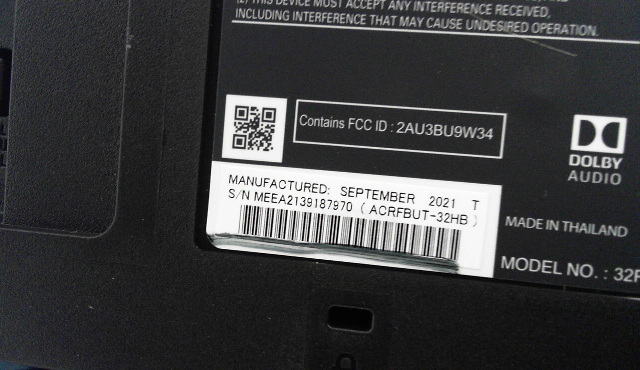 (2) THIS DEVICE MUST ACCEPT ANY INTERFERENCE RECEIVED,
INCLUDING INTERFERENCE THAT MAY CAUSE UNDESIRED OPERATION.
Contains FCC ID : 2AU3BU9W34
DOLBY
AUDIO
MANUFACTURED: SEPTEMBER 2021 T
S/N MEEA2139187970 ( ACRFBUT-32HB )
MADE IN THAILAND
MODEL NO. : 32